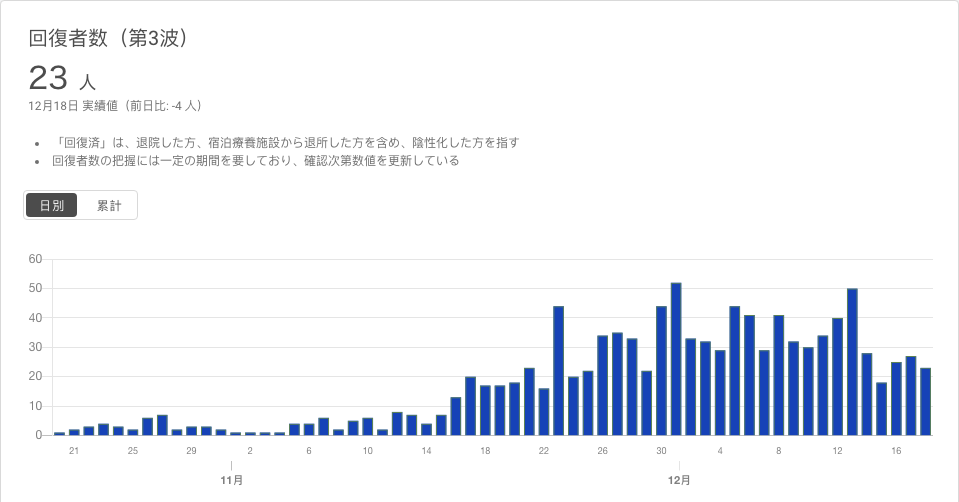 回復者数（第3波）
23 人
12月18日 実績値（前日比: -4 人）
• 「回復済」は、退院した方、宿泊療養施設から退所した方を含め、陰性化した方を指す
• 回復者数の把握には一定の期間を要しており、確認次第数値を更新している
日別 累計
60
50
40
30
20
10
0
21 25 29 2 6 10 14 18 22 26 30 4 8 12 16
11月 12月